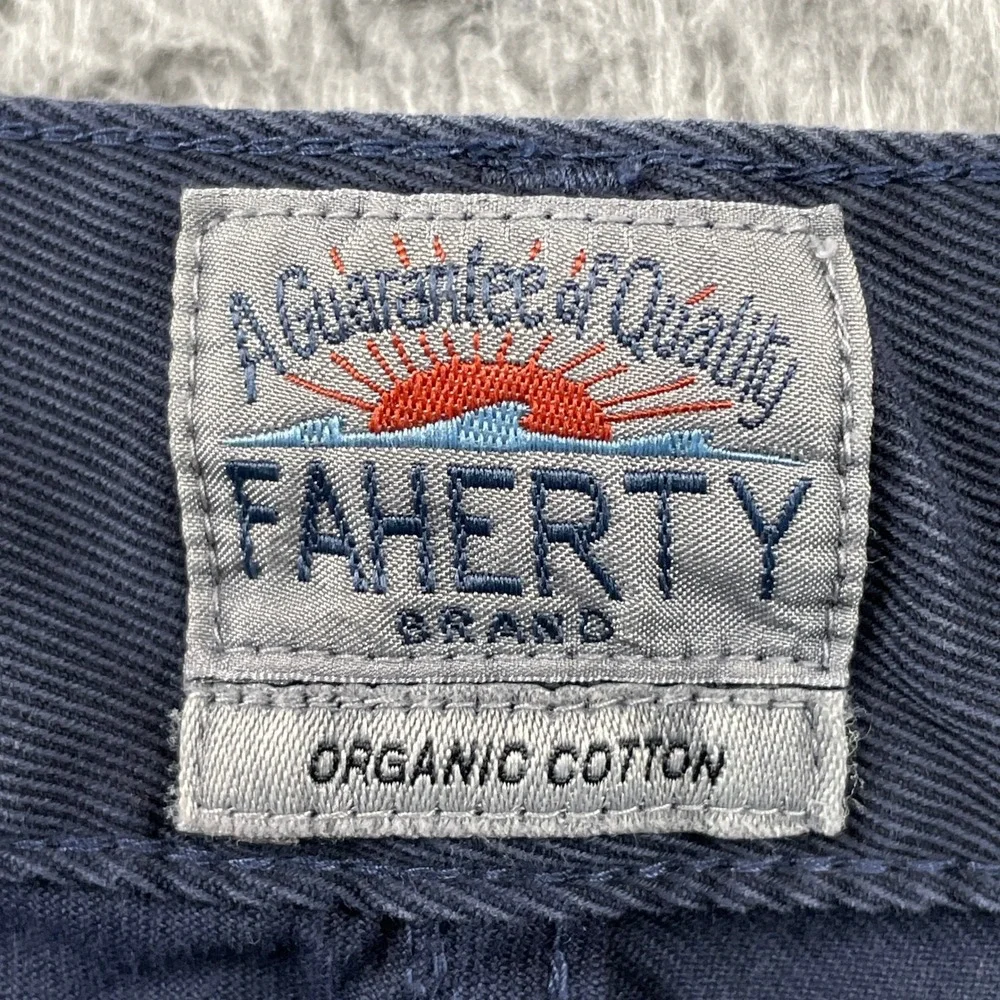 A Guarantee of Quality
FAHERTY
BRAND
ORGANIC COTTON